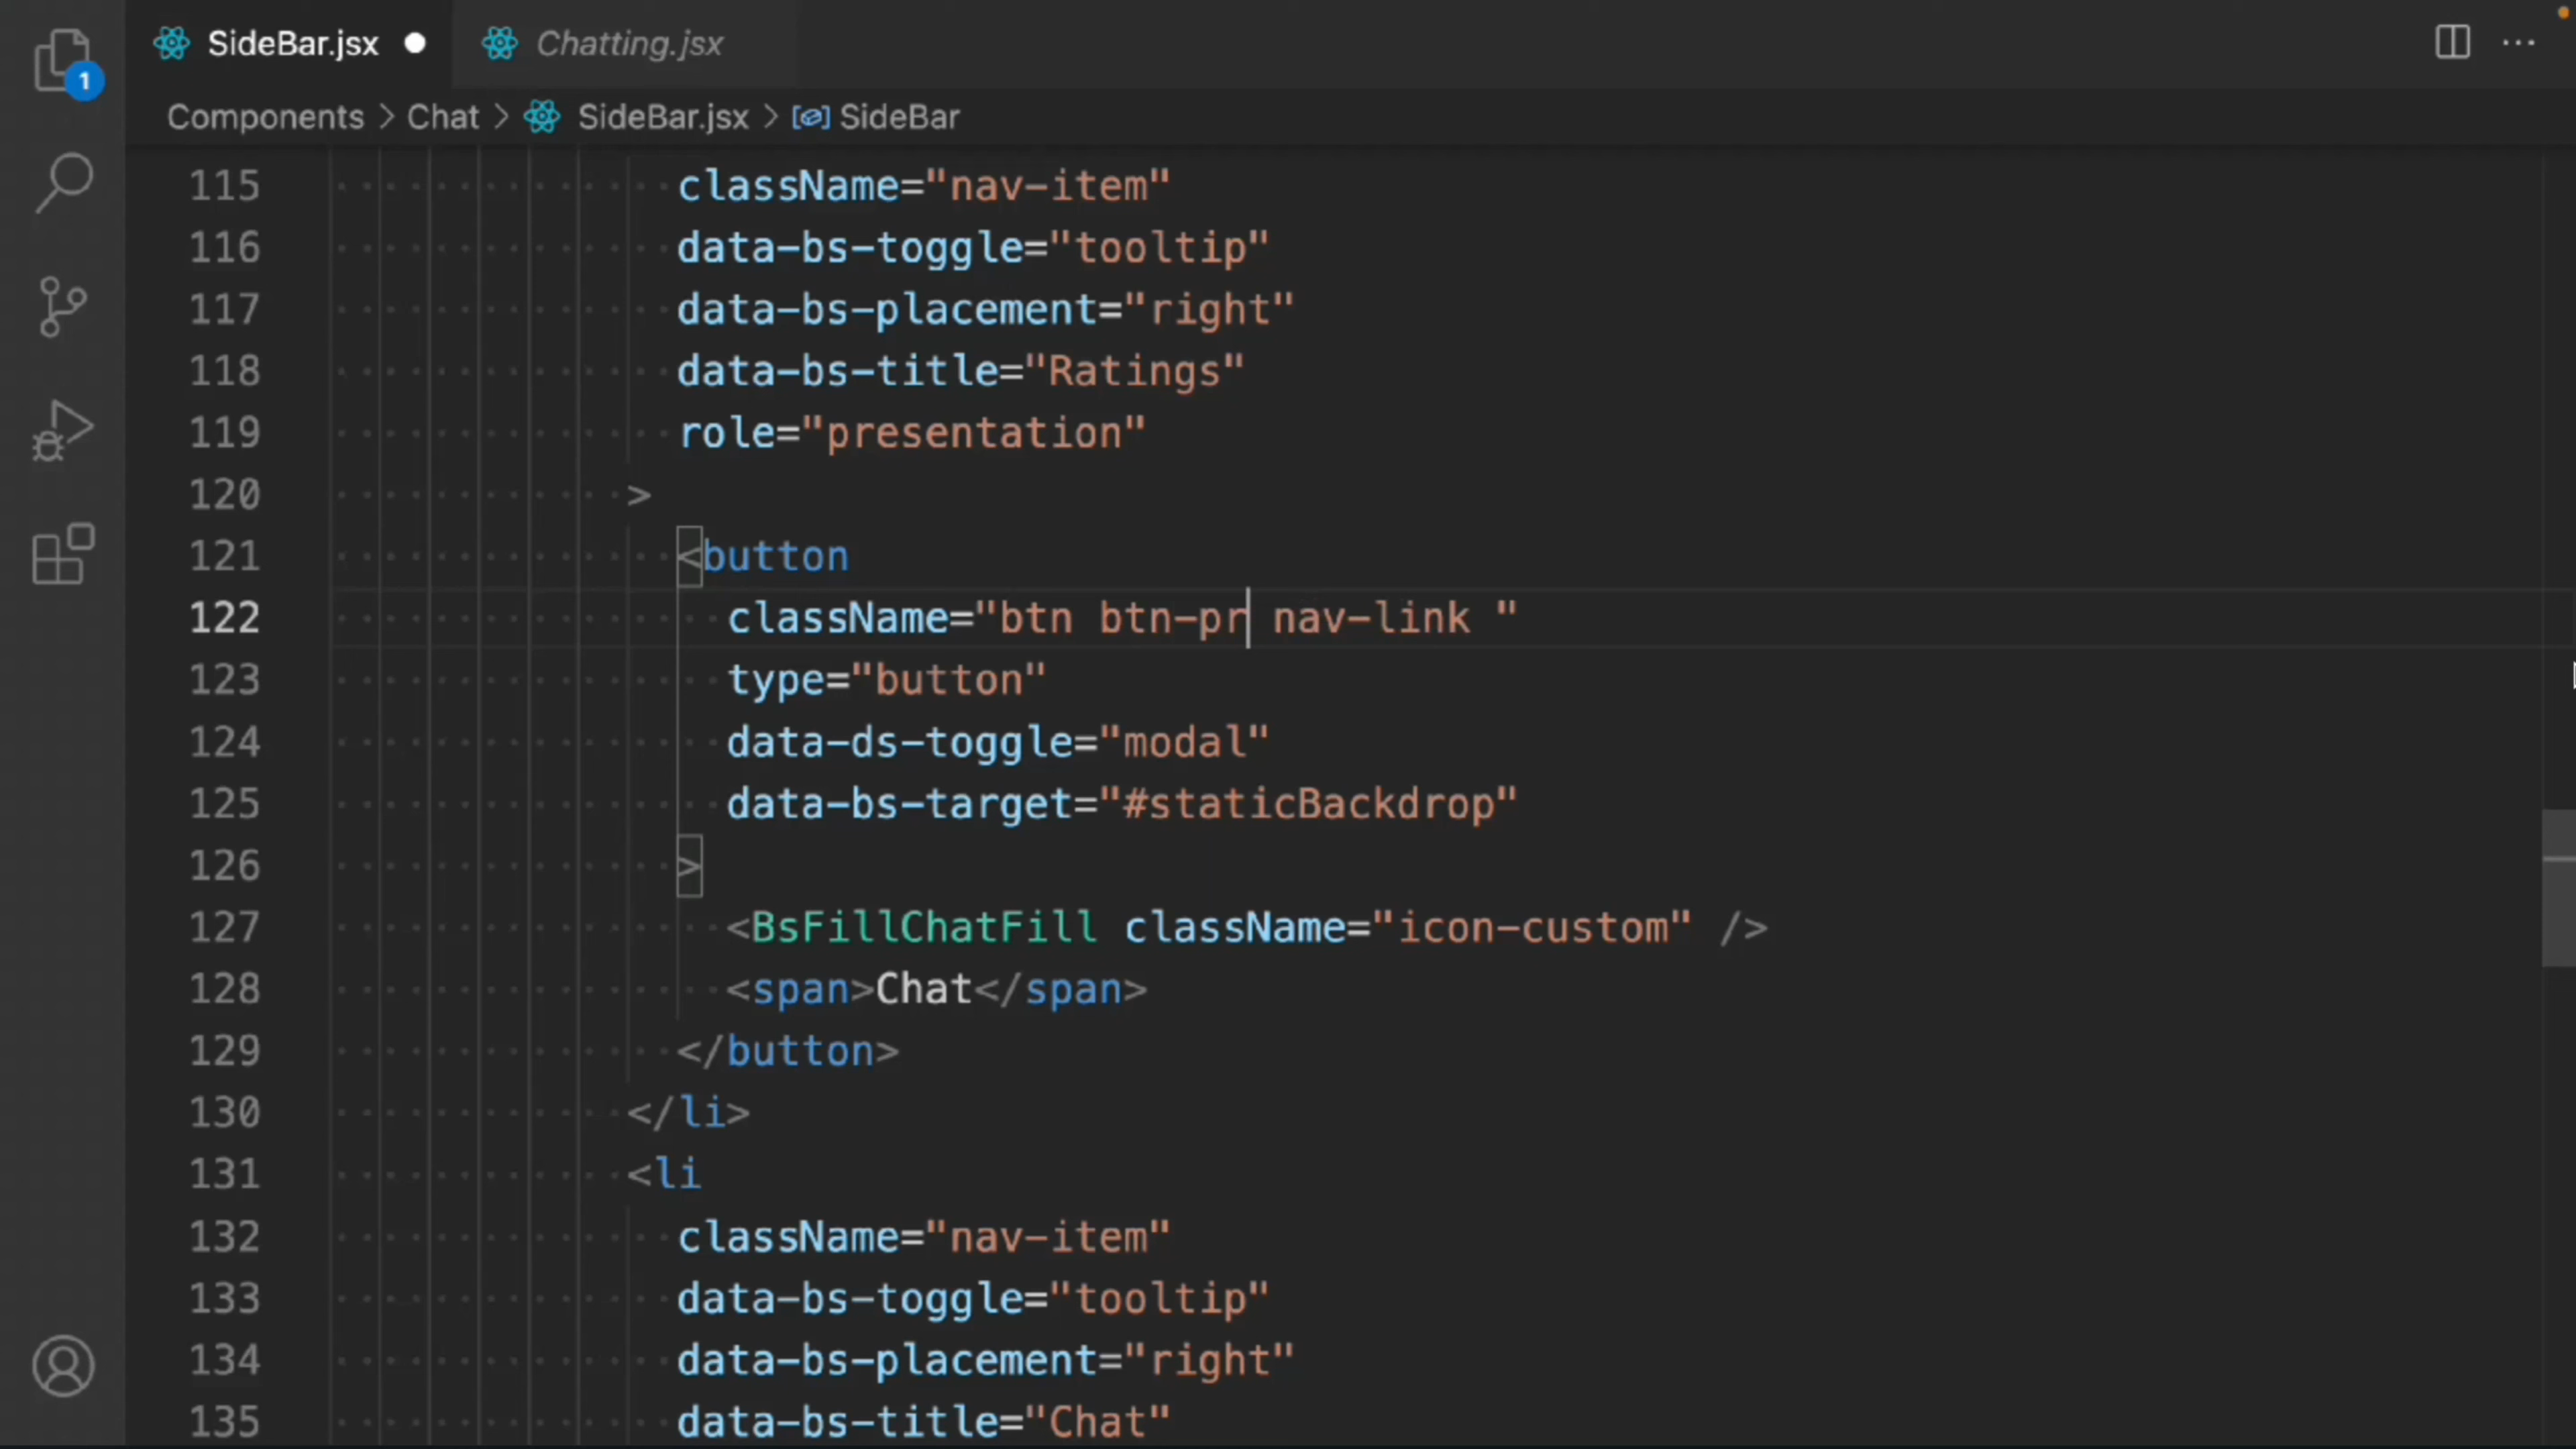 SideBar.jsx
Chatting.jsx
1
Components > Chat > SideBar.jsx > SideBar
115 className="nav-item"
116 data-bs-toggle="tooltip"
117 data-bs-placement="right"
118 data-bs-title="Ratings"
119 role="presentation"
120 >
121 <button
122 className="btn btn-pr nav-link "
123 type="button"
124 data-ds-toggle="modal"
125 data-bs-target="#staticBackdrop"
126 >
127 <BsFillChatFill className="icon-custom" />
128 <span>Chat</span>
129 </button>
130 </li>
131 <li
132 className="nav-item"
133 data-bs-toggle="tooltip"
134 data-bs-placement="right"
135 data-bs-title="Chat"